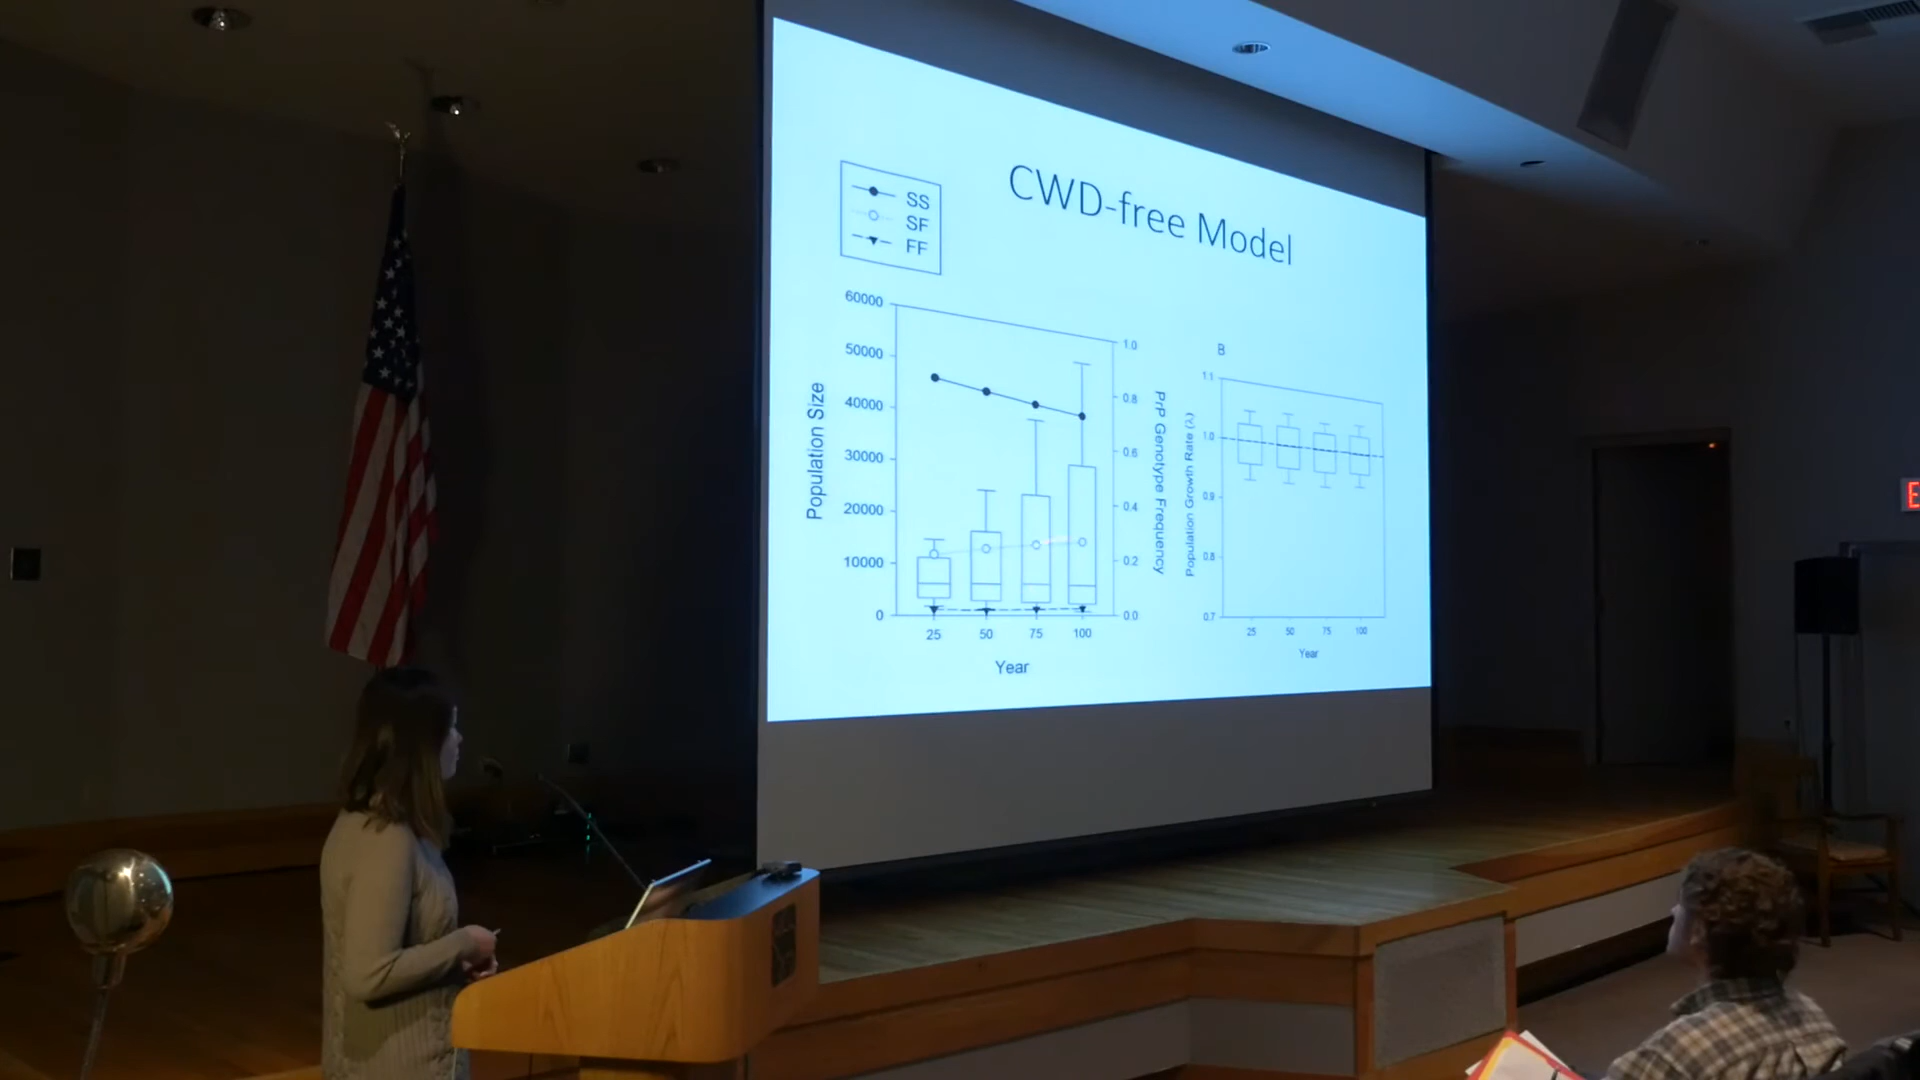 CWD-free Model
SS
SF
FF
60000
50000
40000
30000
20000
10000
0
Population Size
1.0
0.8
0.6
0.4
0.2
0.0
PrP Genotype Frequency
25 50 75 100
Year
B
1.1
1.0
0.9
0.8
0.7
Population Growth Rate (λ)
25 50 75 100
Year
E